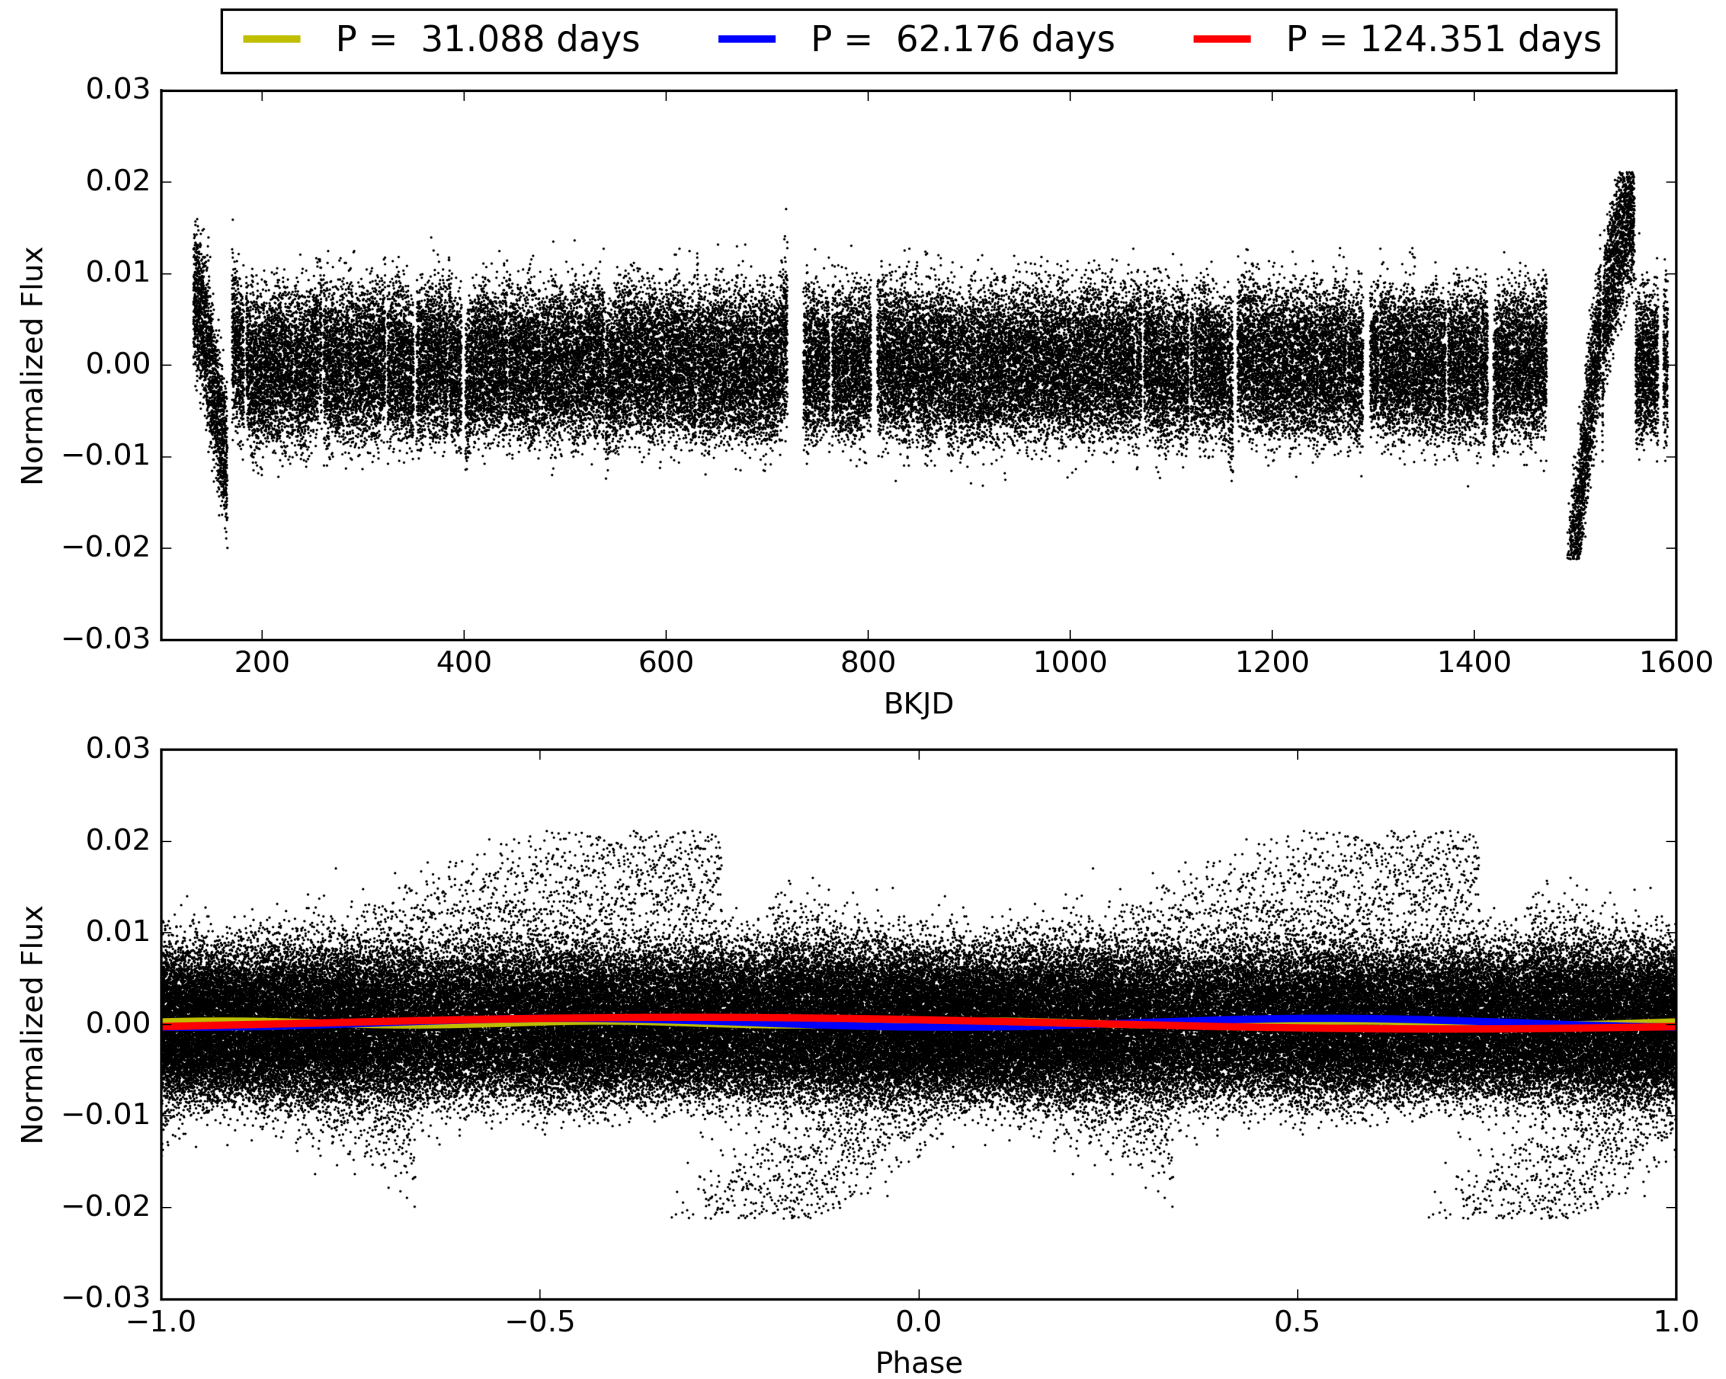 P = 31.088 days P = 62.176 days P = 124.351 days
0.03
0.02
0.01
0.00
−0.01
−0.02
−0.03
Normalized Flux
200 400 600 800 1000 1200 1400 1600
BKJD
0.03
0.02
0.01
0.00
−0.01
−0.02
−0.03
Normalized Flux
−1.0 −0.5 0.0 0.5 1.0
Phase